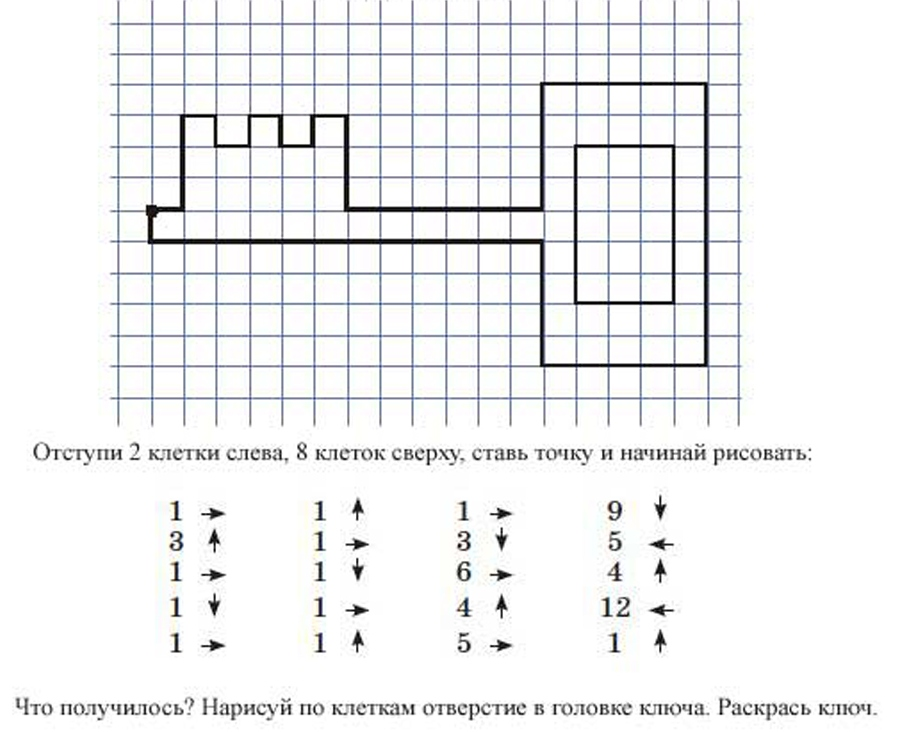 Отступи 2 клетки слева, 8 клеток сверху, ставь точку и начинай рисовать:
1 → 1 ↑ 1 → 9 ↓
3 ↑ 1 → 3 ↓ 5 ←
1 → 1 ↓ 6 → 4 ↑
1 ↓ 1 → 4 ↑ 12 ←
1 → 1 ↑ 5 → 1 ↑
Что получилось? Нарисуй по клеткам отверстие в головке ключа. Раскрась ключ.